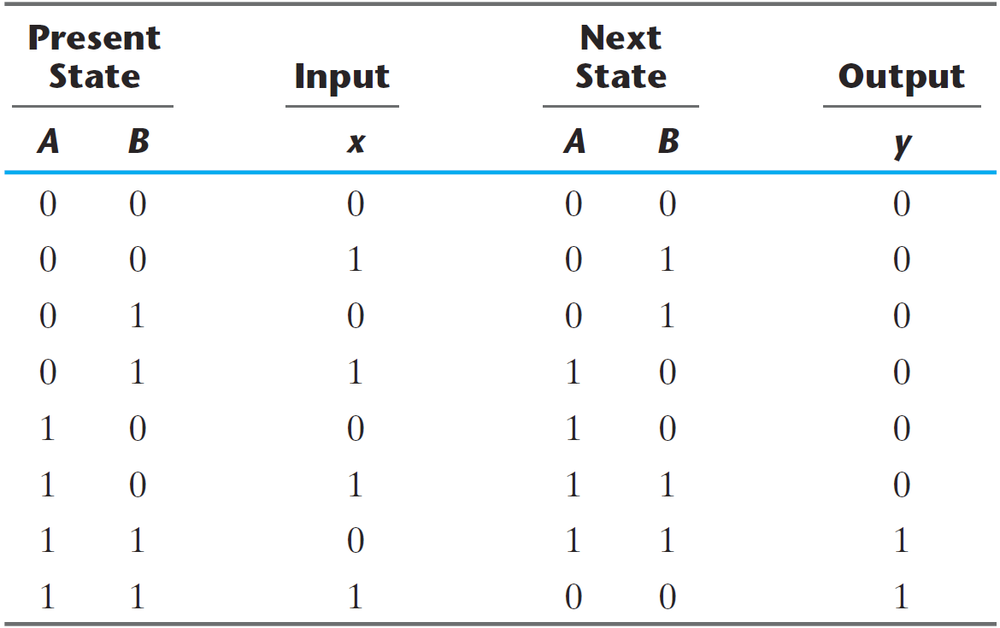 Present Next
State Input State Output
A B x A B y
0 0 0 0 0 0
0 0 1 0 1 0
0 1 0 0 1 0
0 1 1 1 0 0
1 0 0 1 0 0
1 0 1 1 1 0
1 1 0 1 1 1
1 1 1 0 0 1